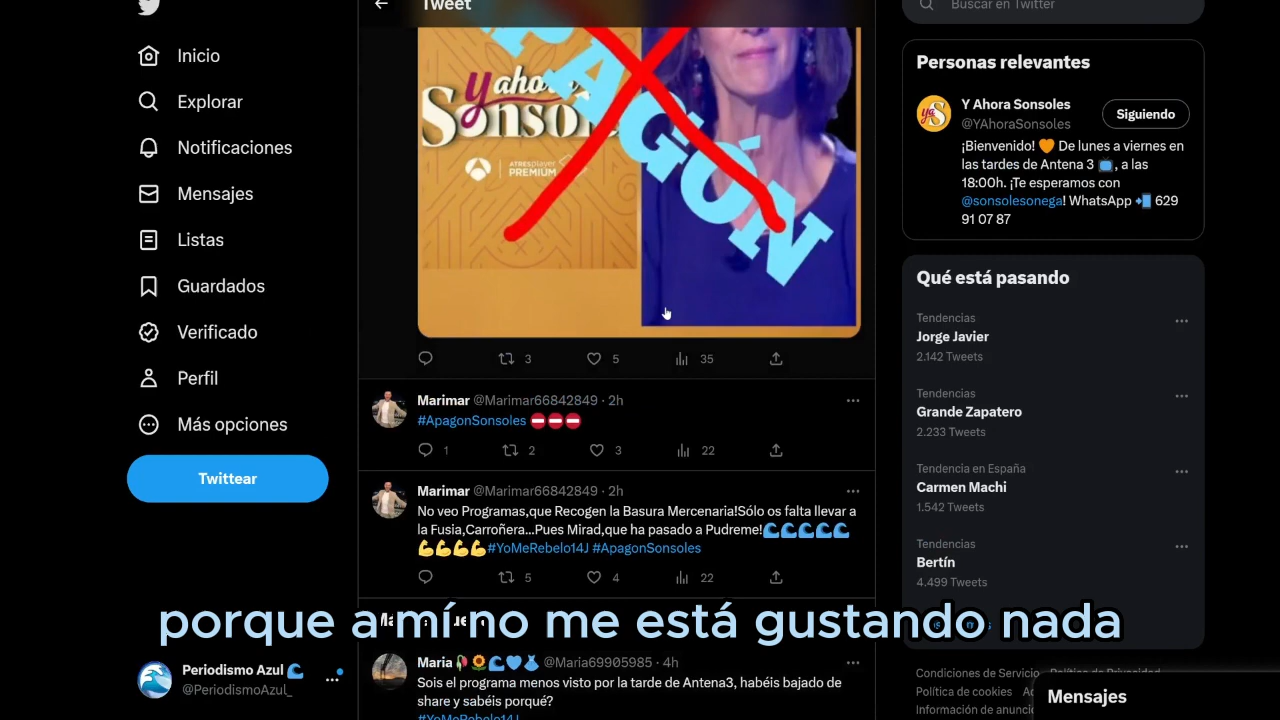 Inicio
Explorar
Notificaciones
Mensajes
Listas
Guardados
Verificado
Perfil
Más opciones
Twittear
Periodismo Azul🌊
@PeriodismoAzul_
Tweet
APAGÓN
y ahora
Sonsoles
ATRESplayer
PREMIUM
3 5 35
Marimar @Marimar66842849 · 2h
#ApagonSonsoles ⛔⛔⛔
1 2 3 22
Marimar @Marimar66842849 · 2h
No veo Programas,que Recogen la Basura Mercenaria!Sólo os falta llevar a
la Fusia,Carroñera...Pues Mirad,que ha pasado a Pudreme!🌊🌊🌊🌊🌊
💪💪💪💪#YoMeRebelo14J #ApagonSonsoles
5 4 22
porque a mí no me está gustando nada
Maria🥀🌻🌊💙👗 @Maria69905985 · 4h
Sois el programa menos visto por la tarde de Antena3, habéis bajado de
share y sabéis porqué?
#YoMeRebelo14J
Buscar en Twitter
Personas relevantes
Y Ahora Sonsoles
@YAhoraSonsoles
Siguiendo
¡Bienvenido! 🧡 De lunes a viernes en
las tardes de Antena 3 📺, a las
18:00h. ¡Te esperamos con
@sonsolesonega! WhatsApp 📲 629
91 07 87
Qué está pasando
Tendencias
Jorge Javier
2.142 Tweets
Tendencias
Grande Zapatero
2.233 Tweets
Tendencia en España
Carmen Machi
1.542 Tweets
Tendencias
Bertín
4.499 Tweets
Condiciones de Servicio Política de Privacidad
Política de cookies
Información de
Mensajes